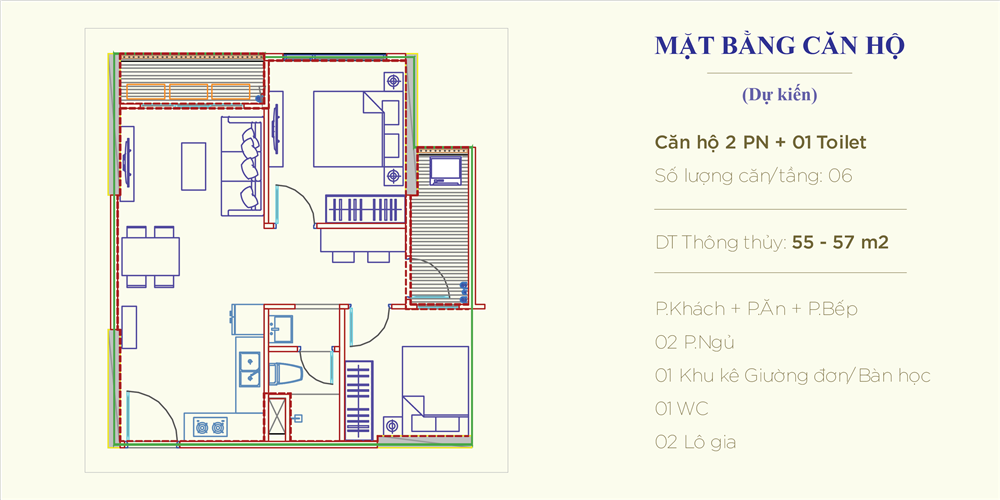 MẶT BẰNG CĂN HỘ
(Dự kiến)
Căn hộ 2 PN + 01 Toilet
Số lượng căn/tầng: 06
DT Thông thủy: 55 - 57 m2
P.Khách + P.Ăn + P.Bếp
02 P.Ngủ
01 Khu kê Giường đơn/Bàn học
01 WC
02 Lô gia